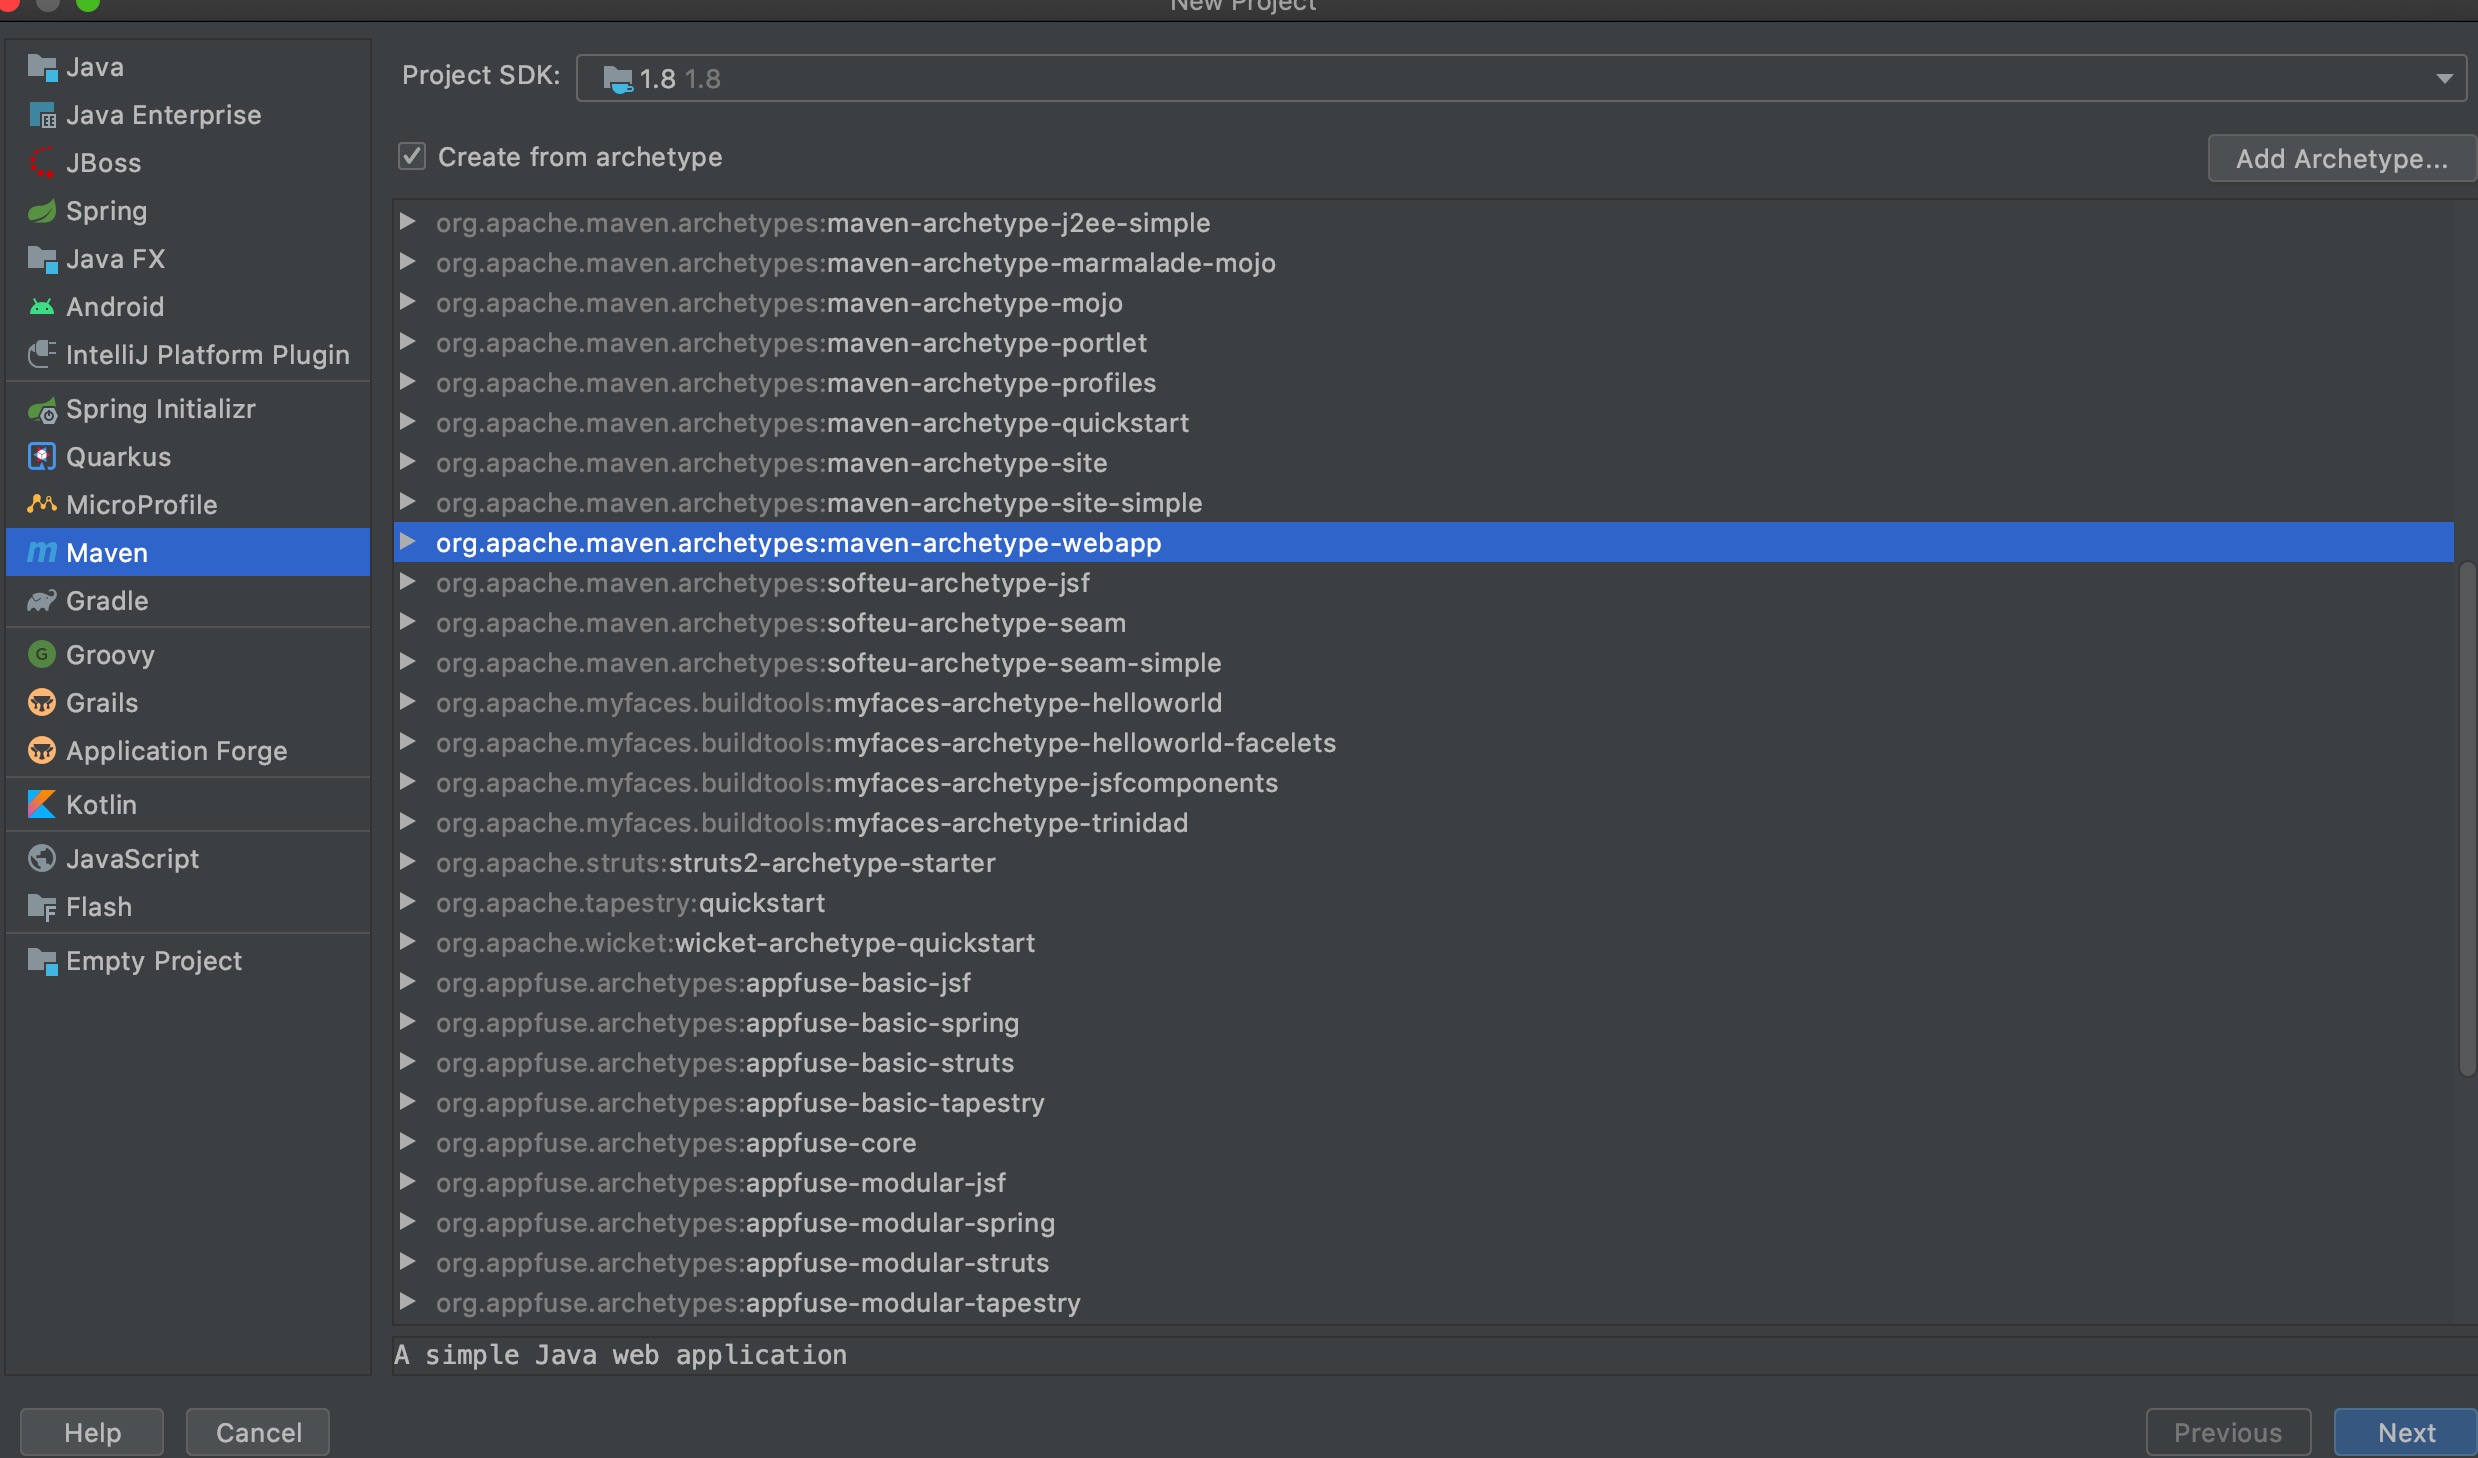 New Project
Java
Java Enterprise
JBoss
Spring
Java FX
Android
IntelliJ Platform Plugin
Spring Initializr
Quarkus
MicroProfile
Maven
Gradle
Groovy
Grails
Application Forge
Kotlin
JavaScript
Flash
Empty Project
Project SDK: 1.8 1.8
Create from archetype
Add Archetype...
org.apache.maven.archetypes:maven-archetype-j2ee-simple
org.apache.maven.archetypes:maven-archetype-marmalade-mojo
org.apache.maven.archetypes:maven-archetype-mojo
org.apache.maven.archetypes:maven-archetype-portlet
org.apache.maven.archetypes:maven-archetype-profiles
org.apache.maven.archetypes:maven-archetype-quickstart
org.apache.maven.archetypes:maven-archetype-site
org.apache.maven.archetypes:maven-archetype-site-simple
org.apache.maven.archetypes:maven-archetype-webapp
org.apache.maven.archetypes:softeu-archetype-jsf
org.apache.maven.archetypes:softeu-archetype-seam
org.apache.maven.archetypes:softeu-archetype-seam-simple
org.apache.myfaces.buildtools:myfaces-archetype-helloworld
org.apache.myfaces.buildtools:myfaces-archetype-helloworld-facelets
org.apache.myfaces.buildtools:myfaces-archetype-jsfcomponents
org.apache.myfaces.buildtools:myfaces-archetype-trinidad
org.apache.struts:struts2-archetype-starter
org.apache.tapestry:quickstart
org.apache.wicket:wicket-archetype-quickstart
org.appfuse.archetypes:appfuse-basic-jsf
org.appfuse.archetypes:appfuse-basic-spring
org.appfuse.archetypes:appfuse-basic-struts
org.appfuse.archetypes:appfuse-basic-tapestry
org.appfuse.archetypes:appfuse-core
org.appfuse.archetypes:appfuse-modular-jsf
org.appfuse.archetypes:appfuse-modular-spring
org.appfuse.archetypes:appfuse-modular-struts
org.appfuse.archetypes:appfuse-modular-tapestry
A simple Java web application
Help
Cancel
Previous
Next